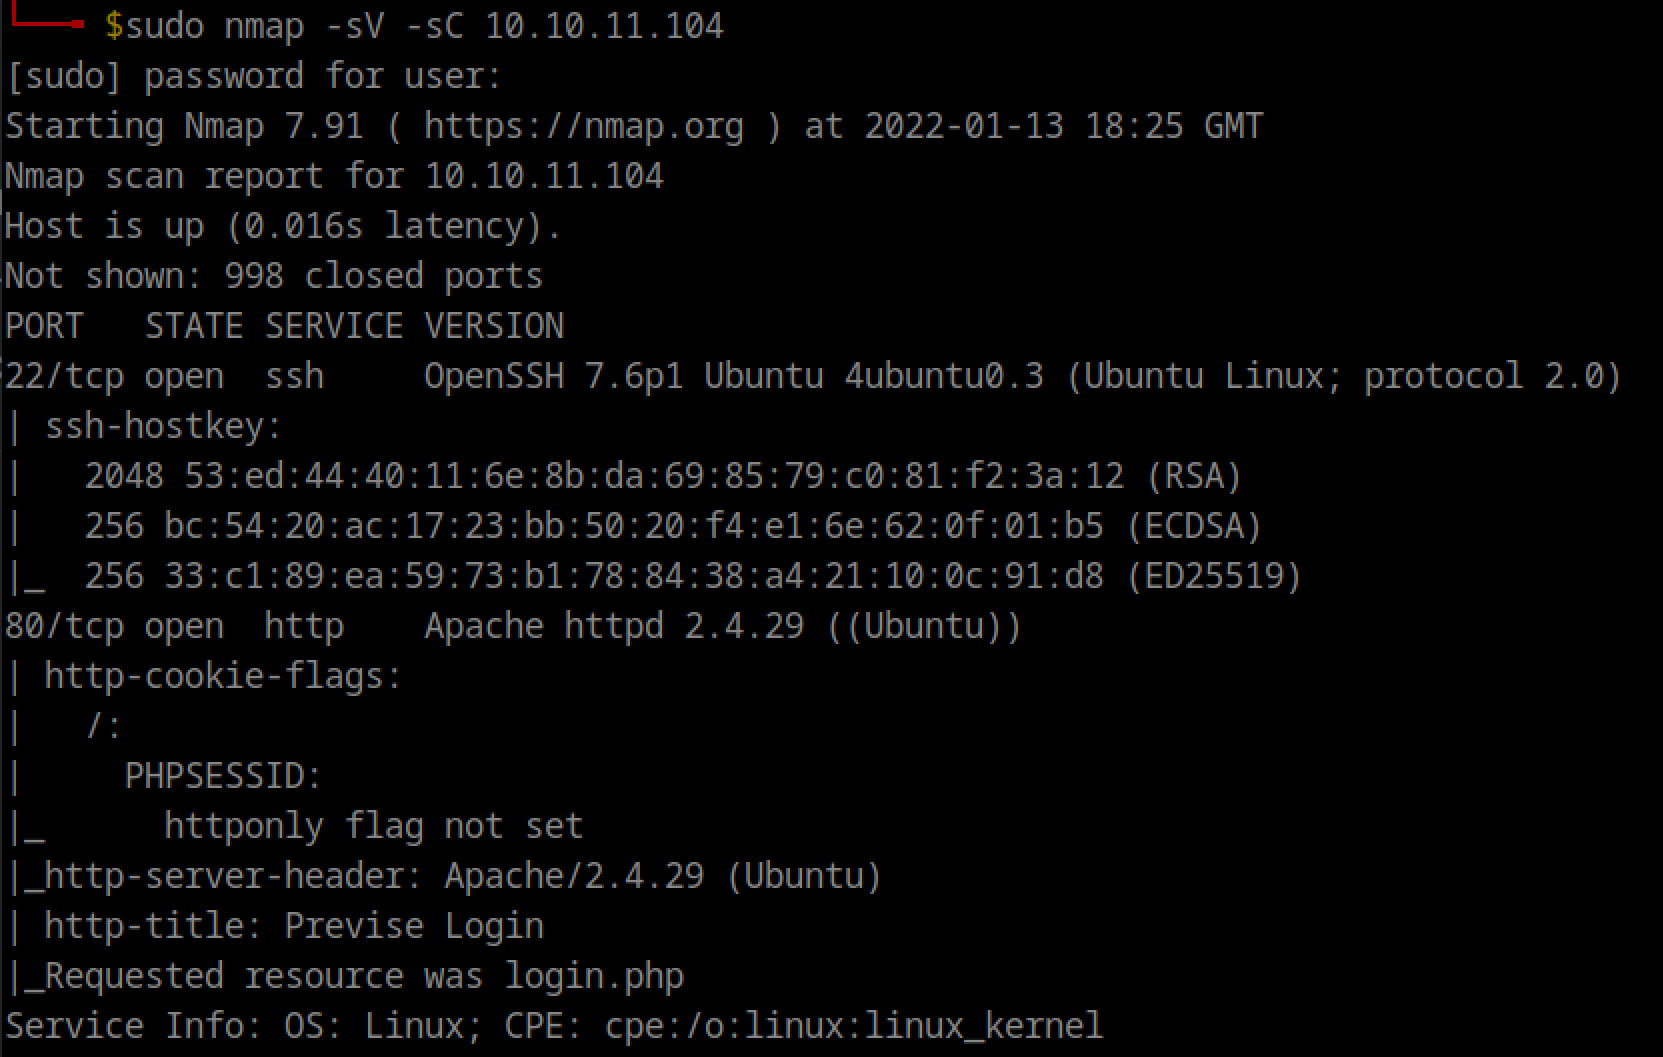 $sudo nmap -sV -sC 10.10.11.104
[sudo] password for user:
Starting Nmap 7.91 ( https://nmap.org ) at 2022-01-13 18:25 GMT
Nmap scan report for 10.10.11.104
Host is up (0.016s latency).
Not shown: 998 closed ports
PORT   STATE SERVICE VERSION
22/tcp open  ssh     OpenSSH 7.6p1 Ubuntu 4ubuntu0.3 (Ubuntu Linux; protocol 2.0)
| ssh-hostkey:
|   2048 53:ed:44:40:11:6e:8b:da:69:85:79:c0:81:f2:3a:12 (RSA)
|   256 bc:54:20:ac:17:23:bb:50:20:f4:e1:6e:62:0f:01:b5 (ECDSA)
|_  256 33:c1:89:ea:59:73:b1:78:84:38:a4:21:10:0c:91:d8 (ED25519)
80/tcp open  http    Apache httpd 2.4.29 ((Ubuntu))
| http-cookie-flags:
|   /:
|     PHPSESSID:
|_      httponly flag not set
|_http-server-header: Apache/2.4.29 (Ubuntu)
| http-title: Previse Login
|_Requested resource was login.php
Service Info: OS: Linux; CPE: cpe:/o:linux:linux_kernel